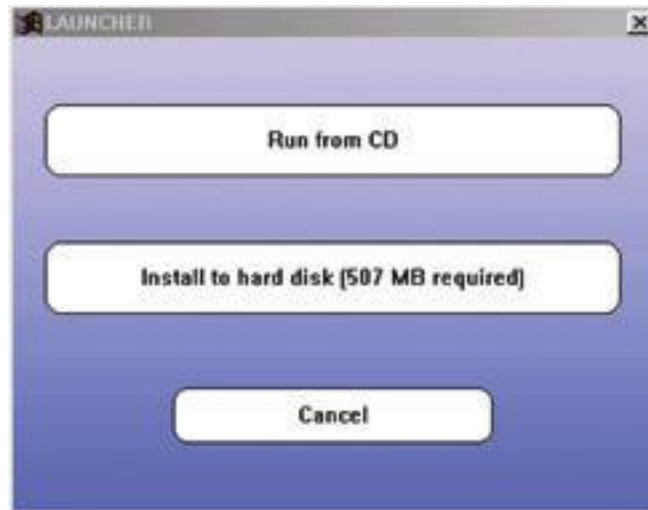 LAUNCHER
Run from CD
Install to hard disk (507 MB required)
Cancel